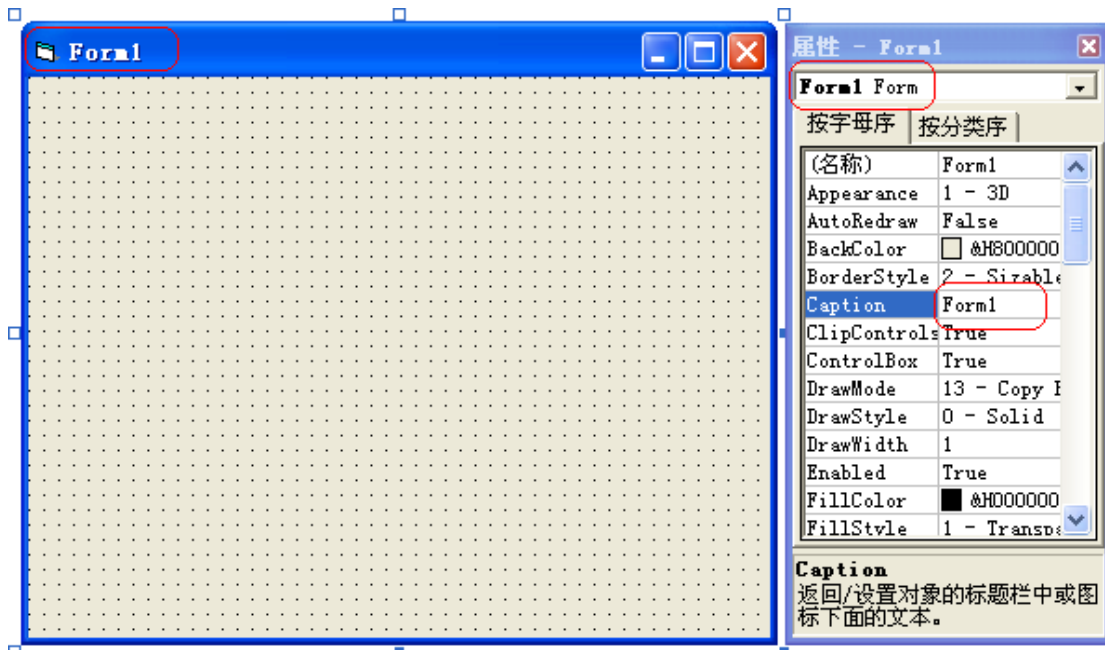 Form1
属性 - Form1
Form1 Form
按字母序 按分类序
(名称) Form1
Appearance 1 - 3D
AutoRedraw False
BackColor &H800000
BorderStyle 2 - Sizable
Caption Form1
ClipControls True
ControlBox True
DrawMode 13 - Copy
DrawStyle 0 - Solid
DrawWidth 1
Enabled True
FillColor &H000000
FillStyle 1 - Transpa
Caption
返回/设置对象的标题栏中或图
标下面的文本。